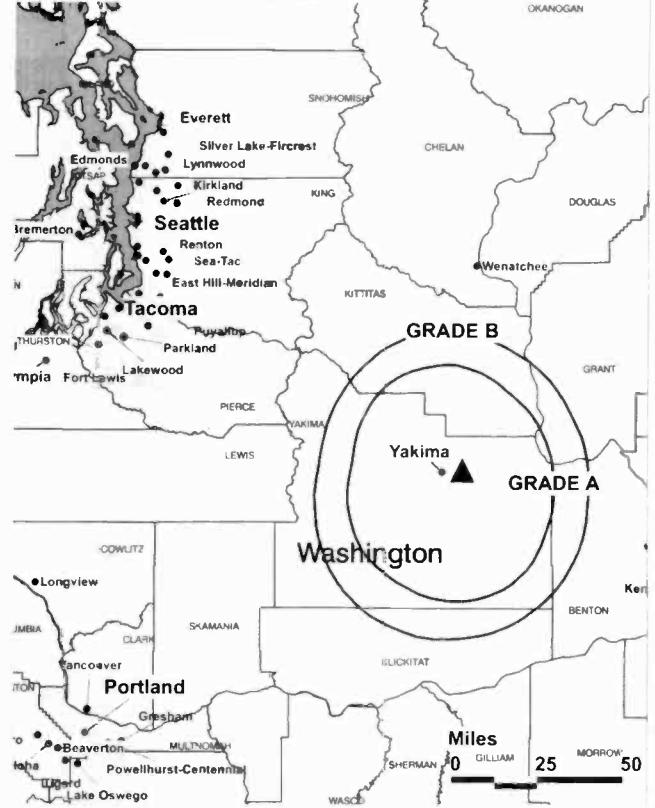 OKANOGAN
SNOHOMISH
Everett
Silver Lake-Fircrest
CHELAN
Edmonds
Lynnwood
Kirkland
KING
Redmond
DOUGLAS
Seattle
Bremerton
Renton
Sea-Tac
Wenatchee
East Hill-Meridian
KITTITAS
Tacoma
GRADE B
Puyallup
THURSTON
Parkland
Lakewood
GRANT
Fort Lewis
PIERCE
YAKIMA
LEWIS
Yakima
GRADE A
Washington
COWLITZ
Longview
BENTON
SKAMANIA
CLARK
KLICKITAT
Portland
Gresham
Miles
MULTNOMAH
Beaverton
GILLIAM
MORROW
0 25 50
SHERMAN
Powellhurst-Centennial
Tigard
Lake Oswego
WASCO